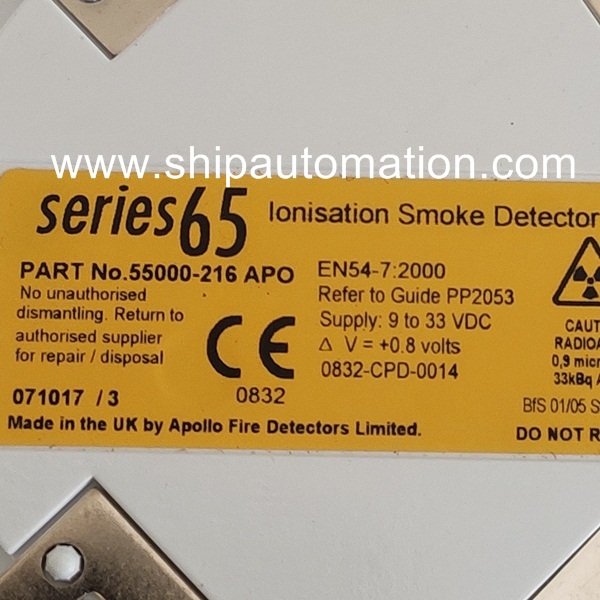 www.shipautomation.com
series65 Ionisation Smoke Detector
PART No.55000-216 APO
No unauthorised
dismantling. Return to
authorised supplier
for repair / disposal
071017 / 3
CE
0832
EN54-7:2000
Refer to Guide PP2053
Supply: 9 to 33 VDC
Δ V = +0.8 volts
0832-CPD-0014
0,9
33kBq
BfS 01/05
DO NOT
Made in the UK by Apollo Fire Detectors Limited.